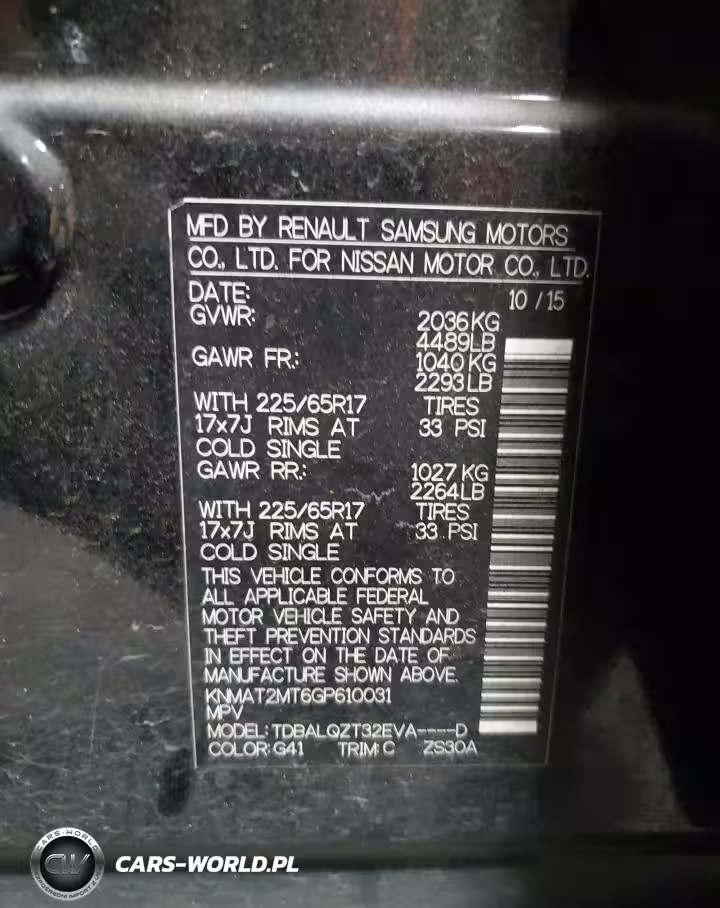 MFD BY RENAULT SAMSUNG MOTORS
CO., LTD. FOR NISSAN MOTOR CO., LTD.
DATE: 10 / 15
GVWR: 2036 KG
4489LB
GAWR FR.: 1040 KG
2293LB
WITH 225/65R17 TIRES
17x7J RIMS AT 33 PSI
COLD SINGLE
GAWR RR.: 1027 KG
2264LB
WITH 225/65R17 TIRES
17x7J RIMS AT 33 PSI
COLD SINGLE
THIS VEHICLE CONFORMS TO
ALL APPLICABLE FEDERAL
MOTOR VEHICLE SAFETY AND
THEFT PREVENTION STANDARDS
IN EFFECT ON THE DATE OF
MANUFACTURE SHOWN ABOVE.
KNMAT2MT6GP610031
MPV
MODEL: TDBALQZT32EVA----D
COLOR: G41 TRIM: C ZS30A
CARS-WORLD
CW
CARS-WORLD.PL